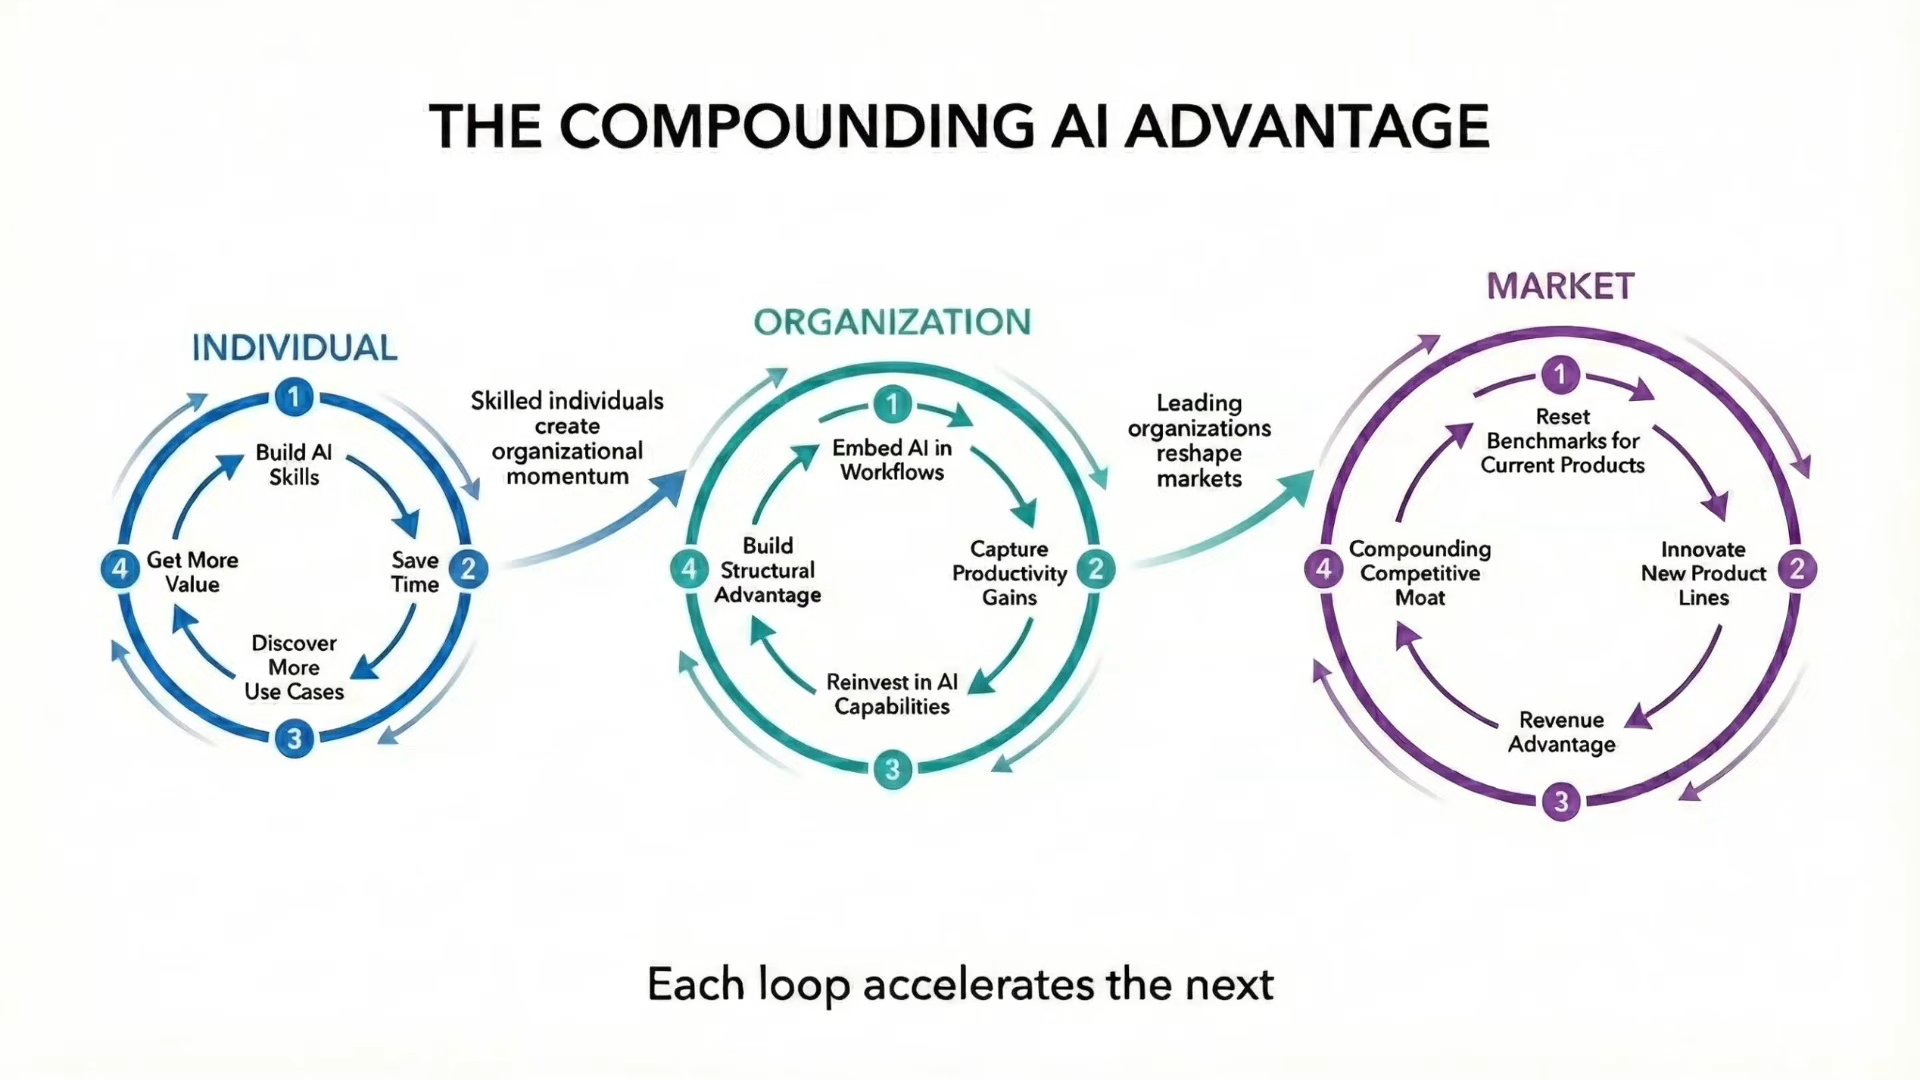 THE COMPOUNDING AI ADVANTAGE
INDIVIDUAL
1
Build AI
Skills
Save
Time
2
Discover
More
Use Cases
3
4
Get More
Value
Skilled individuals
create
organizational
momentum
ORGANIZATION
1
Embed AI in
Workflows
Capture
Productivity
Gains
2
Reinvest in AI
Capabilities
3
4
Build
Structural
Advantage
Leading
organizations
reshape
markets
MARKET
1
Reset
Benchmarks for
Current Products
Innovate
New Product
Lines
2
Revenue
Advantage
3
4
Compounding
Competitive
Moat
Each loop accelerates the next